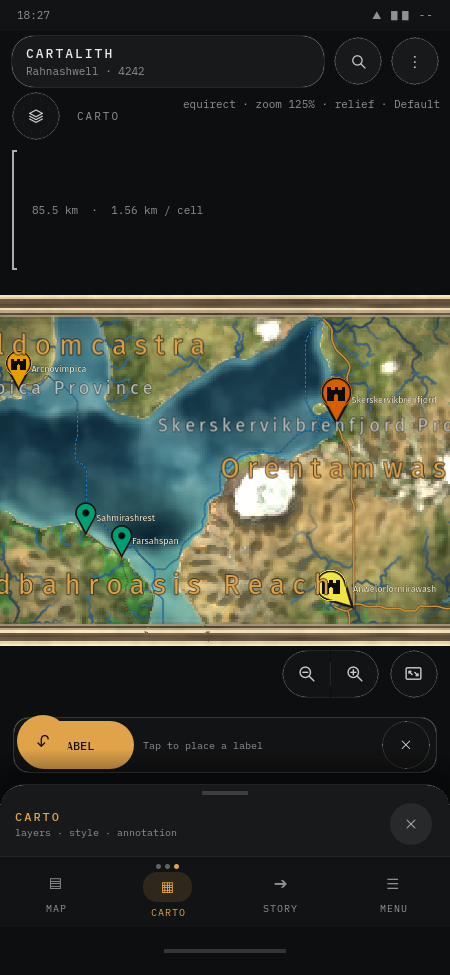 18:27
--
CARTALITH
Rahnashwell · 4242
CARTO
equirect · zoom 125% · relief · Default
85.5 km · 1.56 km / cell
ldomcastra
Arcnovimpica
pica Province
Skerskervikbrenfjord
Skerskervikbrenfjord Pro
Orentamwas
Sahmirashrest
Farsahspan
dbahroasis Reach
Anwelorformirawash
ABEL
Tap to place a label
CARTO
layers · style · annotation
MAP
CARTO
STORY
MENU